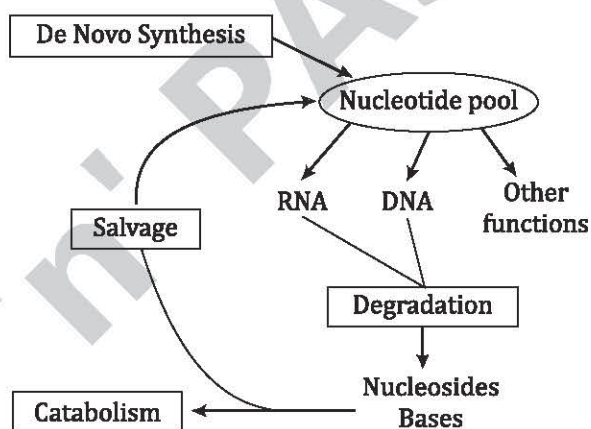 De Novo Synthesis
Nucleotide pool
RNA
DNA
Other
functions
Salvage
Degradation
Nucleosides
Bases
Catabolism